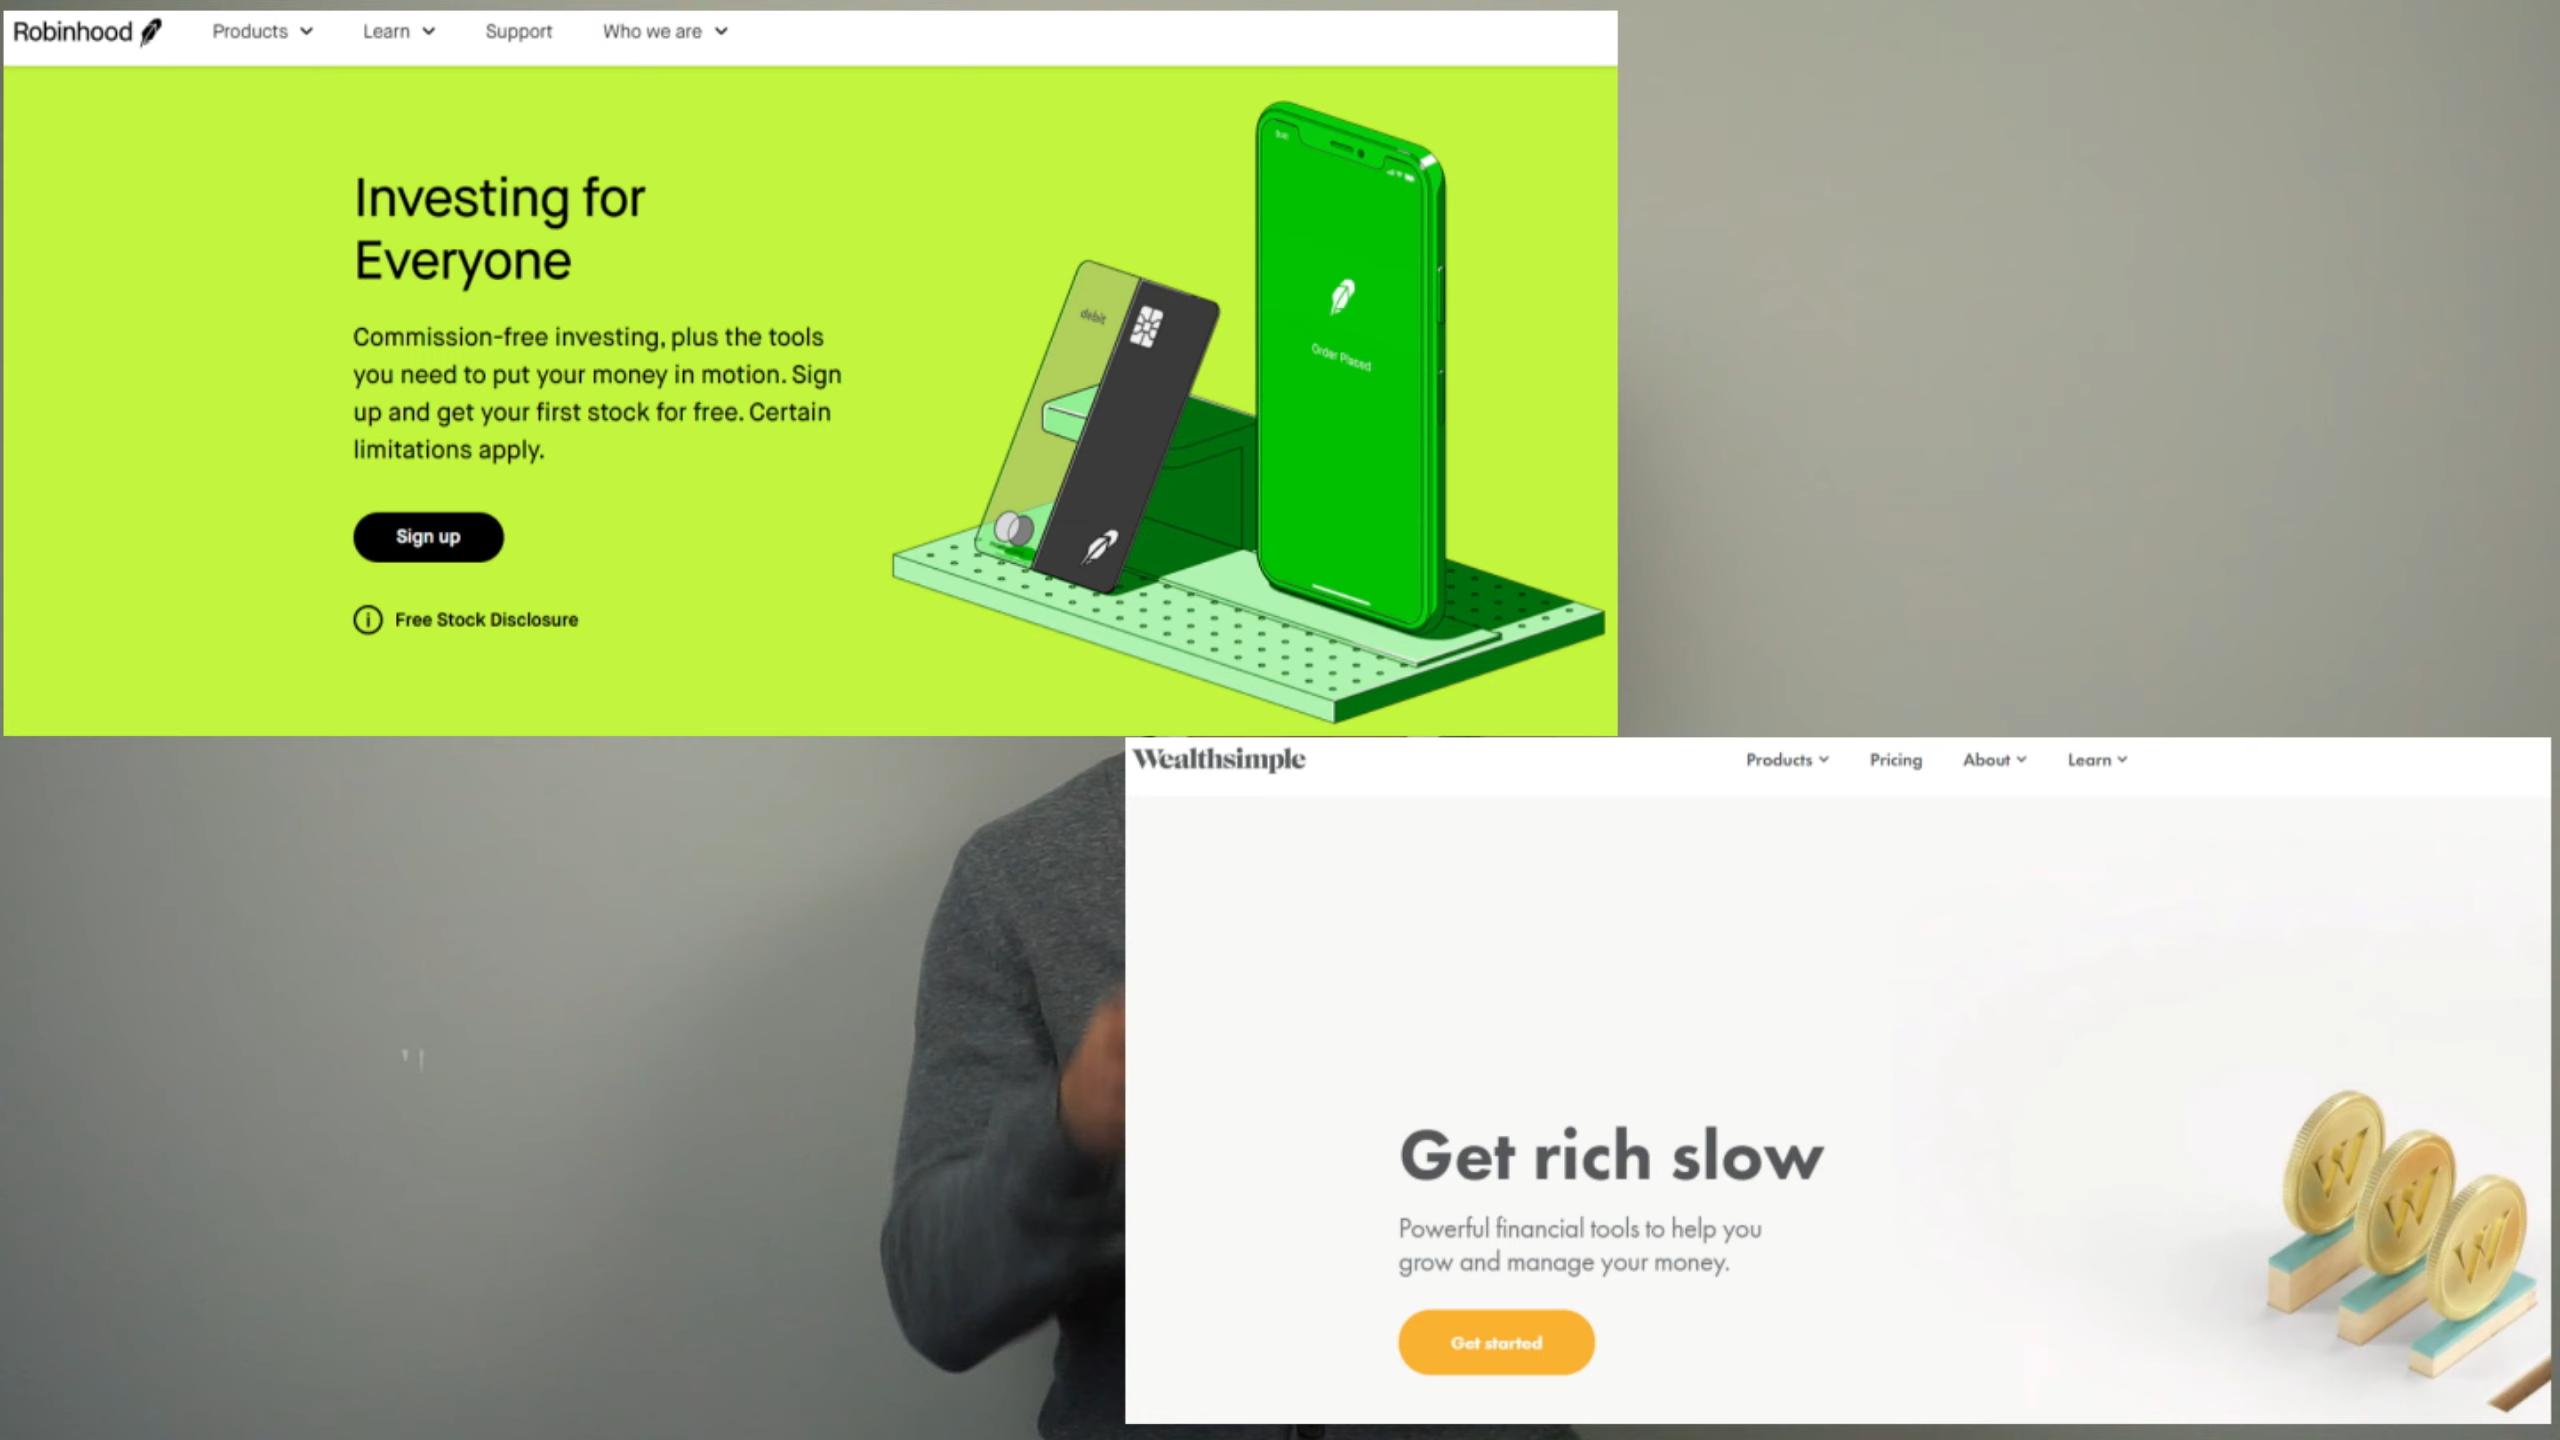 Robinhood
Products
Learn
Support
Who we are
Investing for
Everyone
Commission-free investing, plus the tools
you need to put your money in motion. Sign
up and get your first stock for free. Certain
limitations apply.
Sign up
Free Stock Disclosure
debit
Order Placed
Wealthsimple
Products
Pricing
About
Learn
Get rich slow
Powerful financial tools to help you
grow and manage your money.
Get started
W
W
W